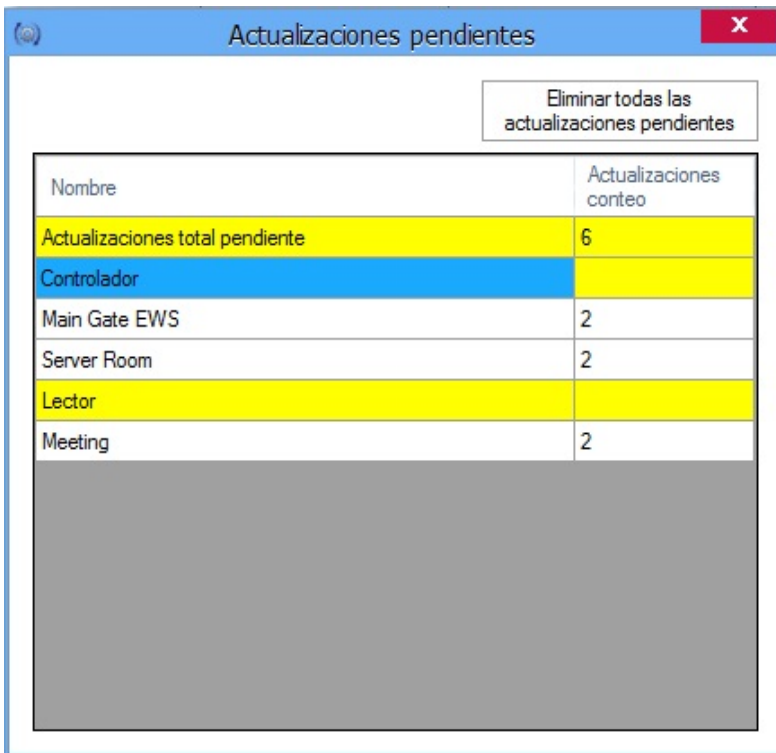 Actualizaciones pendientes
X
Eliminar todas las
actualizaciones pendientes
Nombre
Actualizaciones
conteo
Actualizaciones total pendiente 6
Controlador
Main Gate EWS 2
Server Room 2
Lector
Meeting 2